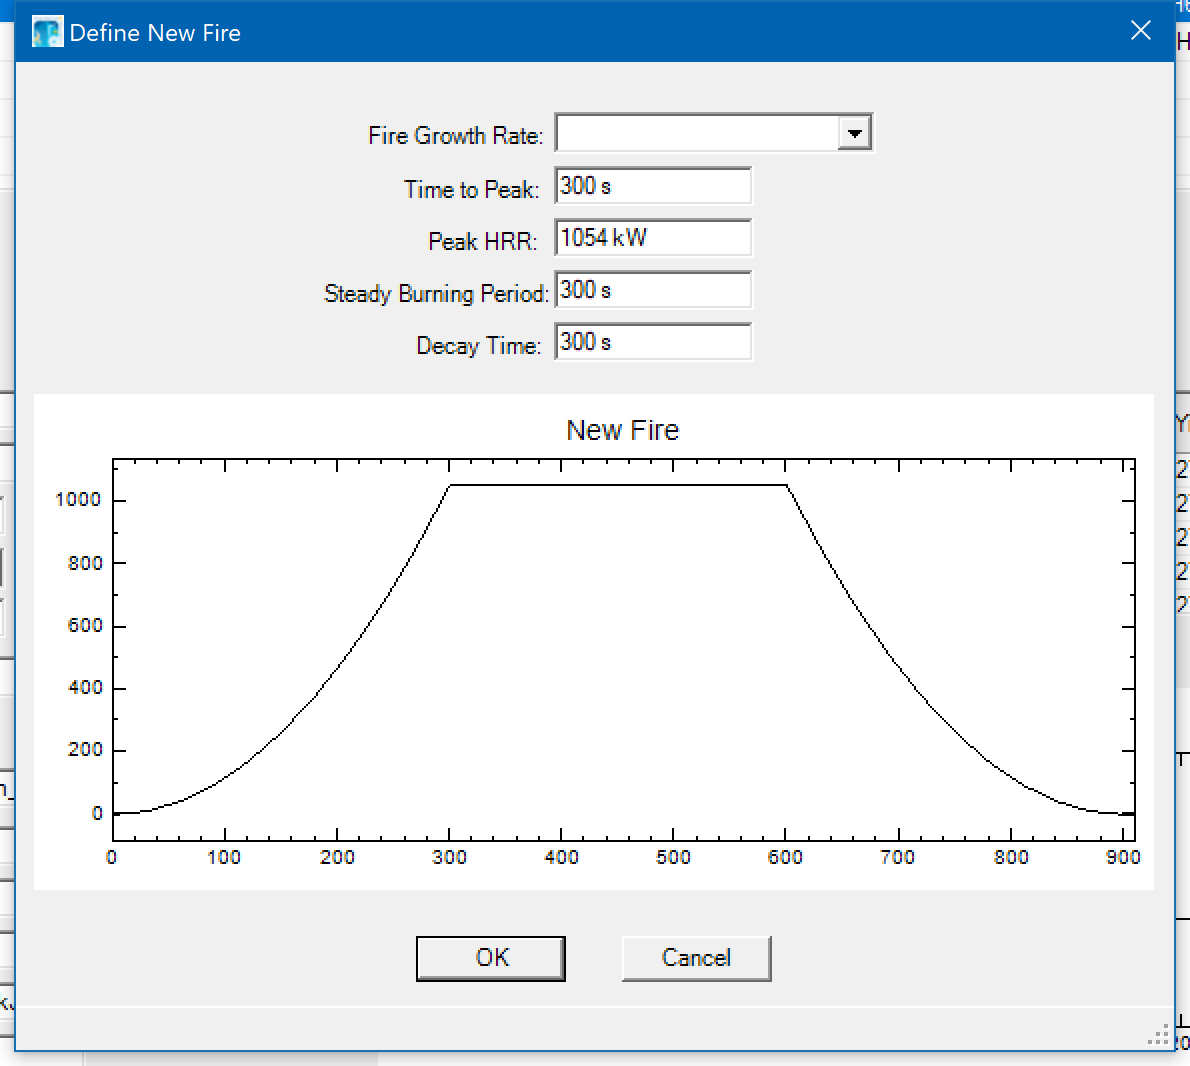 Define New Fire
Fire Growth Rate:
Time to Peak: 300 s
Peak HRR: 1054 kW
Steady Burning Period: 300 s
Decay Time: 300 s
New Fire
1000
800
600
400
200
0
0 100 200 300 400 500 600 700 800 900
OK Cancel